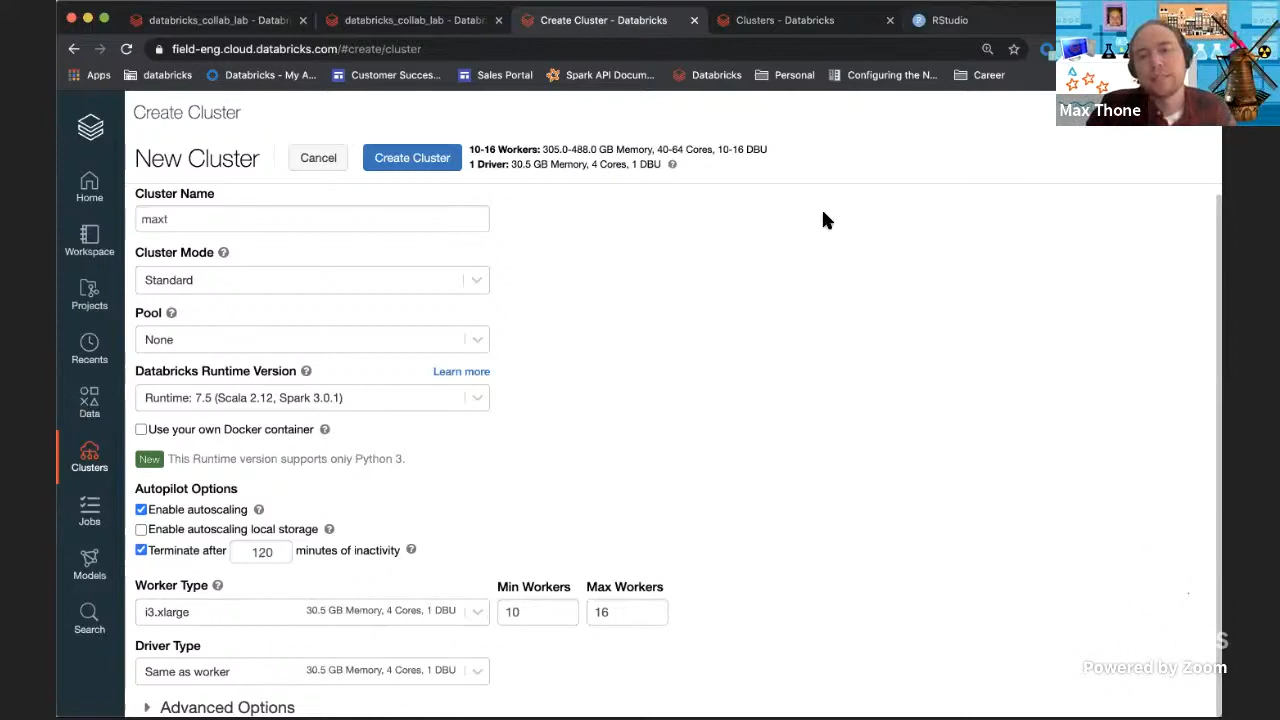 databricks_collab_lab - Databr
databricks_collab_lab - Databr
Create Cluster - Databricks
Clusters - Databricks
RStudio
field-eng.cloud.databricks.com/#create/cluster
Apps
databricks
Databricks - My A...
Customer Succes...
Sales Portal
Spark API Docum...
Databricks
Personal
Configuring the N...
Career
Max Thone
Create Cluster
New Cluster
Cancel
Create Cluster
10-16 Workers: 305.0-488.0 GB Memory, 40-64 Cores, 10-16 DBU
1 Driver: 30.5 GB Memory, 4 Cores, 1 DBU
Home
Workspace
Projects
Recents
Data
Clusters
Jobs
Models
Search
Cluster Name
maxt
Cluster Mode
Standard
Pool
None
Databricks Runtime Version
Learn more
Runtime: 7.5 (Scala 2.12, Spark 3.0.1)
Use your own Docker container
New This Runtime version supports only Python 3.
Autopilot Options
Enable autoscaling
Enable autoscaling local storage
Terminate after 120 minutes of inactivity
Worker Type
Min Workers
Max Workers
i3.xlarge
30.5 GB Memory, 4 Cores, 1 DBU
10
16
Driver Type
Same as worker
30.5 GB Memory, 4 Cores, 1 DBU
Advanced Options
Powered by Zoom